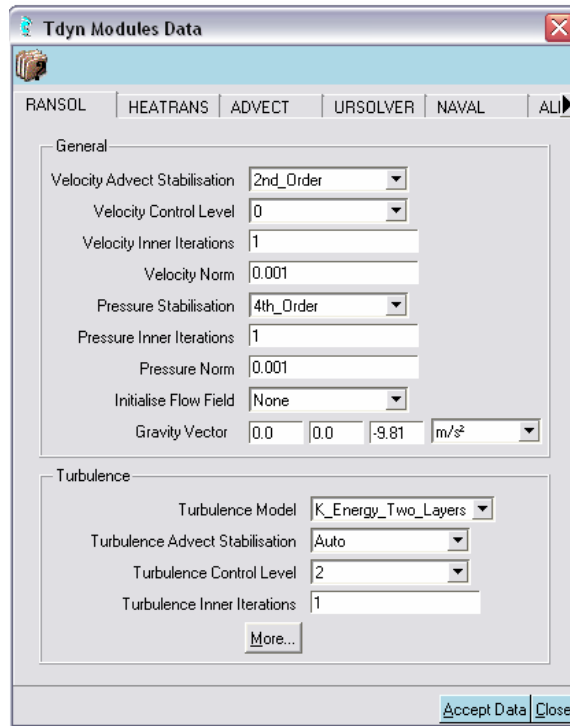 Tdyn Modules Data
RANSOL HEATRANS ADVECT URSOLVER NAVAL
General
Velocity Advect Stabilisation 2nd_Order
Velocity Control Level 0
Velocity Inner Iterations 1
Velocity Norm 0.001
Pressure Stabilisation 4th_Order
Pressure Inner Iterations 1
Pressure Norm 0.001
Initialise Flow Field None
Gravity Vector 0.0 0.0 -9.81 m/s²
Turbulence
Turbulence Model K_Energy_Two_Layers
Turbulence Advect Stabilisation Auto
Turbulence Control Level 2
Turbulence Inner Iterations 1
More...
Accept Data Close